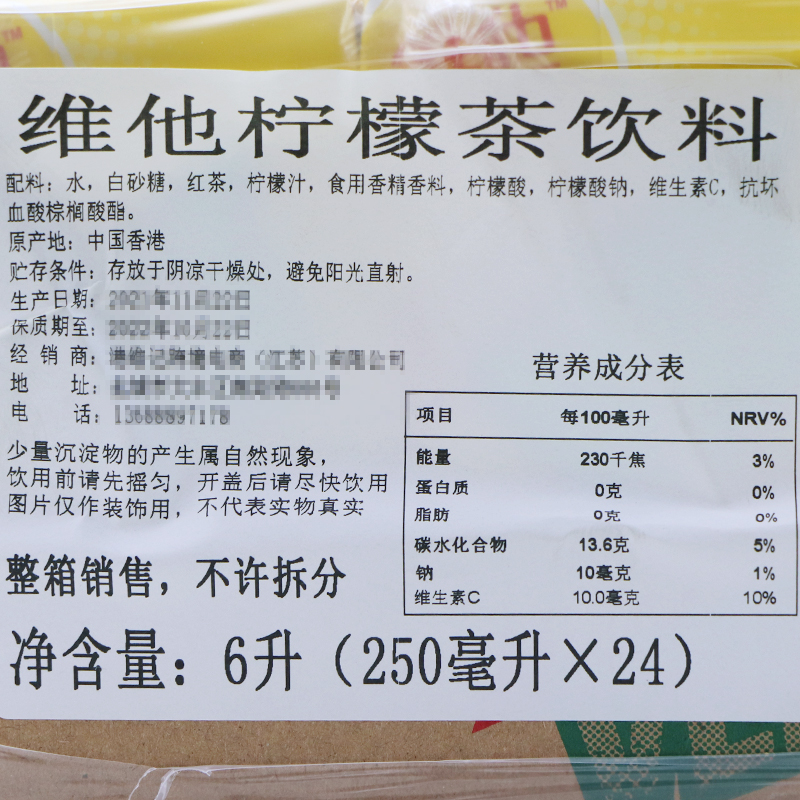 维他柠檬茶饮料
配料：水，白砂糖，红茶，柠檬汁，食用香精香料，柠檬酸，柠檬酸钠，维生素C，抗坏
血酸棕榈酸酯。
原产地：中国香港
贮存条件：存放于阴凉干燥处，避免阳光直射。
生产日期：
保质期至：
经销商：
地 址：
电 话：
少量沉淀物的产生属自然现象，
饮用前请先摇匀，开盖后请尽快饮用
图片仅作装饰用，不代表实物真实
整箱销售，不许拆分
营养成分表
项目 每100毫升 NRV%
能量 230千焦 3%
蛋白质 0克 0%
脂肪 0克 0%
碳水化合物 13.6克 5%
钠 10毫克 1%
维生素C 10.0毫克 10%
净含量：6升（250毫升×24）